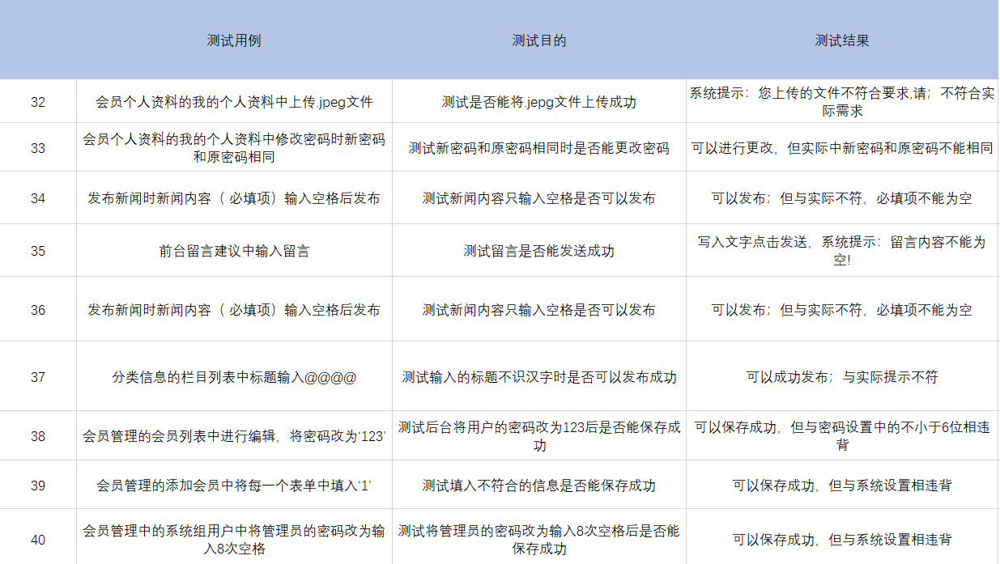 测试用例 测试目的 测试结果
32 会员个人资料的我的个人资料中上传.jpeg文件 测试是否能将.jepg文件上传成功 系统提示：您上传的文件不符合要求,请；不符合实
际需求
33 会员个人资料的我的个人资料中修改密码时新密码
和原密码相同 测试新密码和原密码相同时是否能更改密码 可以进行更改，但实际中新密码和原密码不能相同
34 发布新闻时新闻内容（ 必填项）输入空格后发布 测试新闻内容只输入空格是否可以发布 可以发布；但与实际不符，必填项不能为空
35 前台留言建议中输入留言 测试留言是否能发送成功 写入文字点击发送，系统提示：留言内容不能为
空!
36 发布新闻时新闻内容（ 必填项）输入空格后发布 测试新闻内容只输入空格是否可以发布 可以发布；但与实际不符，必填项不能为空
37 分类信息的栏目列表中标题输入@@@@ 测试输入的标题不识汉字时是否可以发布成功 可以成功发布；与实际提示不符
38 会员管理的会员列表中进行编辑，将密码改为‘123’ 测试后台将用户的密码改为123后是否能保存成
功 可以保存成功，但与密码设置中的不小于6位相违
背
39 会员管理的添加会员中将每一个表单中填入‘1’ 测试填入不符合的信息是否能保存成功 可以保存成功，但与系统设置相违背
40 会员管理中的系统组用户中将管理员的密码改为输
入8次空格 测试将管理员的密码改为输入8次空格后是否能
保存成功 可以保存成功，但与系统设置相违背